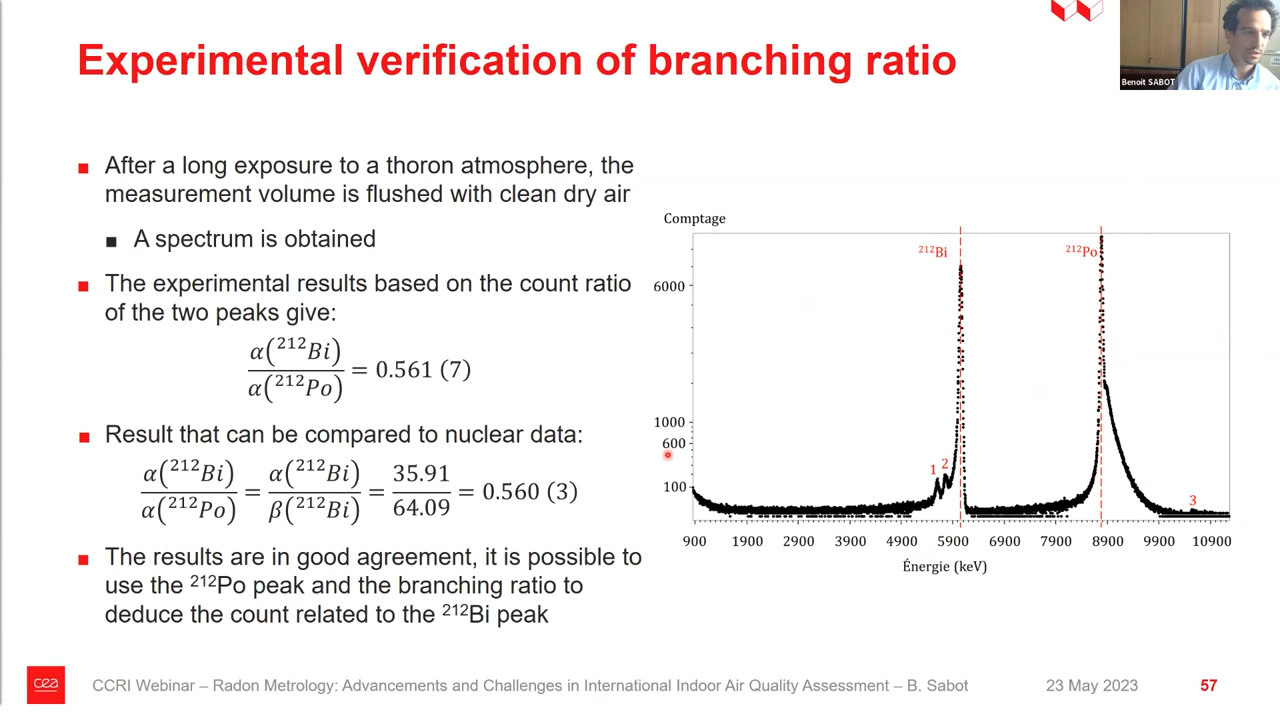 Experimental verification of branching ratio
Benoit SABOT
■ After a long exposure to a thoron atmosphere, the
measurement volume is flushed with clean dry air
■ A spectrum is obtained
■ The experimental results based on the count ratio
of the two peaks give:
α(²¹²Bi)/α(²¹²Po) = 0.561 (7)
■ Result that can be compared to nuclear data:
α(²¹²Bi)/α(²¹²Po) = α(²¹²Bi)/β(²¹²Bi) = 35.91/64.09 = 0.560 (3)
■ The results are in good agreement, it is possible to
use the ²¹²Po peak and the branching ratio to
deduce the count related to the ²¹²Bi peak
Comptage
²¹²Bi
²¹²Po
6000
1000
600
100
1 2
3
900 1900 2900 3900 4900 5900 6900 7900 8900 9900 10900
Énergie (keV)
cea
CCRI Webinar – Radon Metrology: Advancements and Challenges in International Indoor Air Quality Assessment – B. Sabot
23 May 2023
57